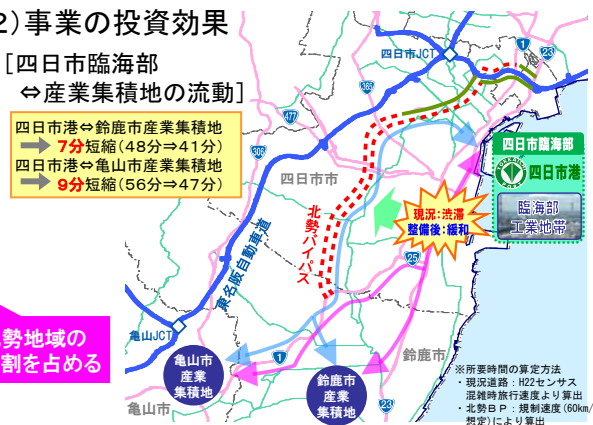 2)事業の投資効果
[四日市臨海部
⇔産業集積地の流動]
四日市港⇔鈴鹿市産業集積地
7分短縮(48分⇒41分)
四日市港⇔亀山市産業集積地
9分短縮(56分⇒47分)
四日市JCT
1
23
365
477
306
四日市市
北勢バイパス
東名阪自動車道
四日市臨海部
四日市港
臨海部
工業地帯
現況:渋滞
整備後:緩和
25
勢地域の
割を占める
亀山JCT
亀山市
産業
集積地
1
鈴鹿市
産業
集積地
鈴鹿市
23
亀山市
※所要時間の算定方法
・現況道路:H22センサス
混雑時旅行速度より算出
・北勢BP:規制速度(60km/
想定)により算出